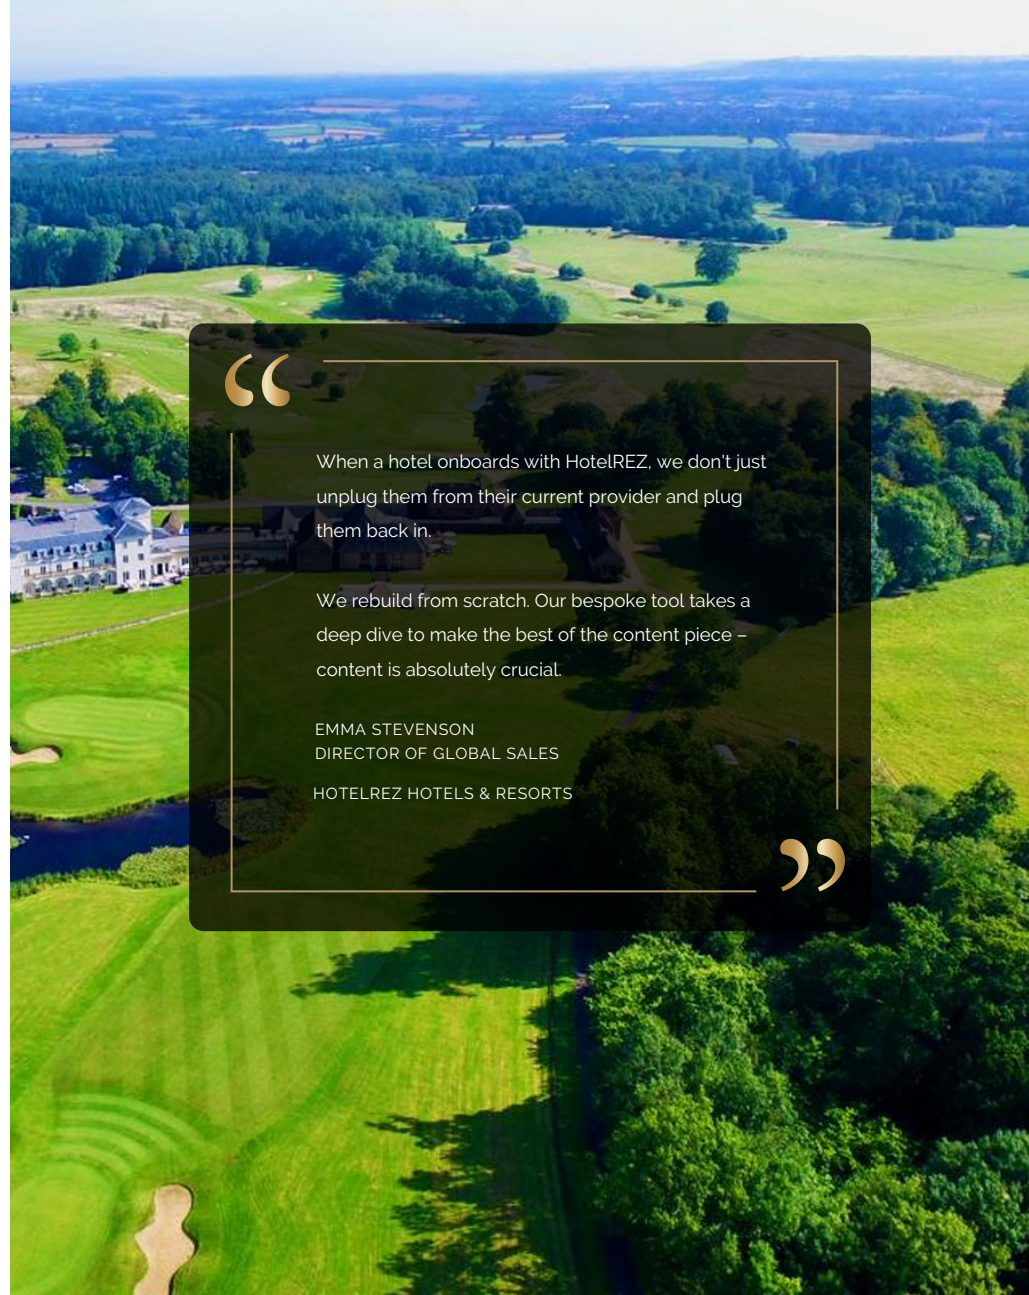 “
When a hotel onboards with HotelREZ, we don't just
unplug them from their current provider and plug
them back in.
We rebuild from scratch. Our bespoke tool takes a
deep dive to make the best of the content piece –
content is absolutely crucial.
EMMA STEVENSON
DIRECTOR OF GLOBAL SALES
HOTELREZ HOTELS & RESORTS
”